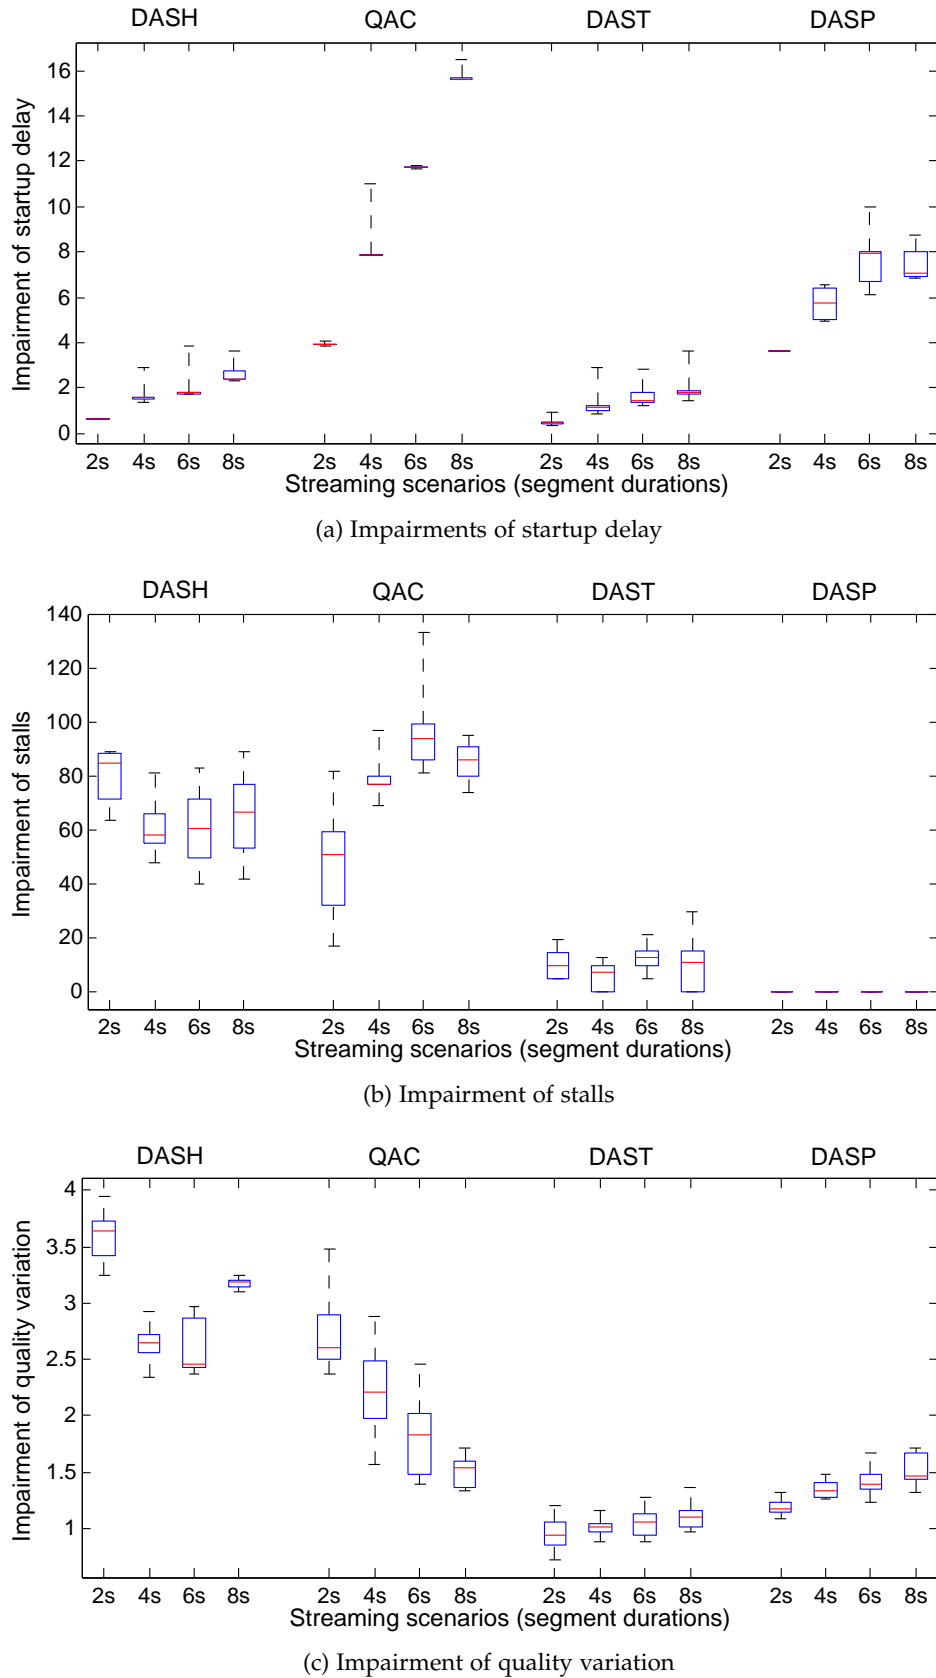 DASH QAC DAST DASP
Impairment of startup delay
16
14
12
10
8
6
4
2
0
2s 4s 6s 8s 2s 4s 6s 8s 2s 4s 6s 8s 2s 4s 6s 8s
Streaming scenarios (segment durations)
(a) Impairments of startup delay
DASH QAC DAST DASP
Impairment of stalls
140
120
100
80
60
40
20
0
2s 4s 6s 8s 2s 4s 6s 8s 2s 4s 6s 8s 2s 4s 6s 8s
Streaming scenarios (segment durations)
(b) Impairment of stalls
DASH QAC DAST DASP
Impairment of quality variation
4
3.5
3
2.5
2
1.5
1
2s 4s 6s 8s 2s 4s 6s 8s 2s 4s 6s 8s 2s 4s 6s 8s
Streaming scenarios (segment durations)
(c) Impairment of quality variation